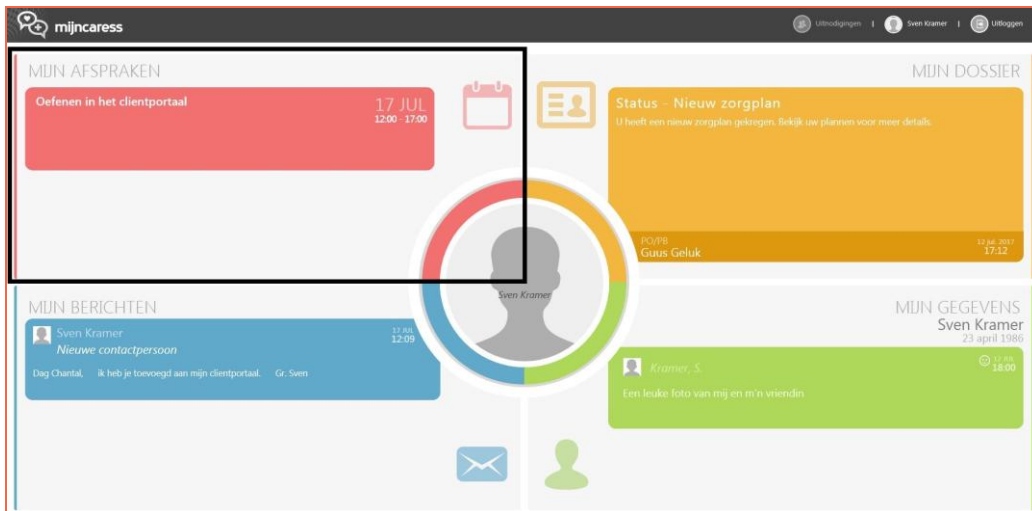 mijncaress
Uitnodigingen | Sven Kramer | Uitloggen
MIJN AFSPRAKEN
Oefenen in het clientportaal
17 JUL
12:00 - 17:00
MIJN DOSSIER
Status - Nieuw zorgplan
U heeft een nieuw zorgplan gekregen. Bekijk uw plannen voor meer details.
PO/PB
Guus Geluk
12 jul. 2017
17:12
Sven Kramer
MIJN BERICHTEN
Sven Kramer
17 JUL
12:09
Nieuwe contactpersoon
Dag Chantal, ik heb je toevoegd aan mijn clientportaal. Gr. Sven
MIJN GEGEVENS
Sven Kramer
23 april 1986
Kramer, S.
12 JUL
18:00
Een leuke foto van mij en m'n vriendin